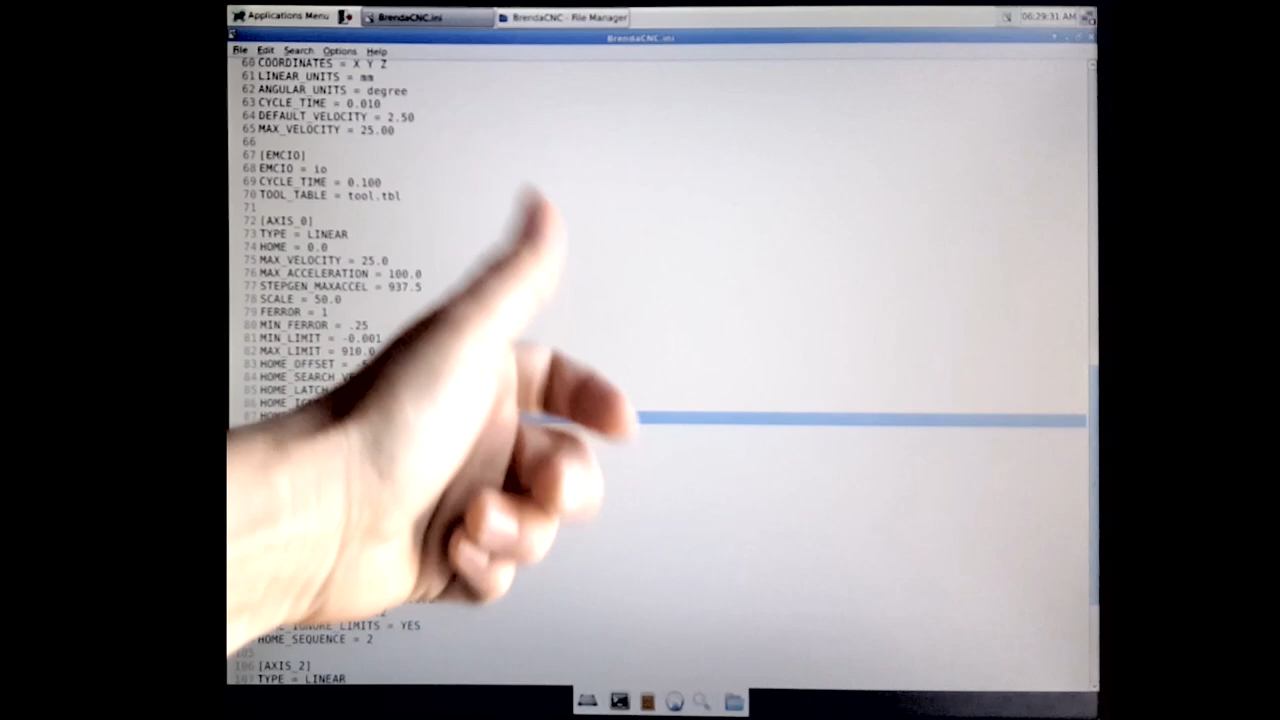 Applications Menu BrendaCNC.ini BrendaCNC - File Manager 06:29:31 AM
BrendaCNC.ini
File Edit Search Options Help
60 COORDINATES = X Y Z
61 LINEAR_UNITS = mm
62 ANGULAR_UNITS = degree
63 CYCLE_TIME = 0.010
64 DEFAULT_VELOCITY = 2.50
65 MAX_VELOCITY = 25.00
66
67 [EMCIO]
68 EMCIO = io
69 CYCLE_TIME = 0.100
70 TOOL_TABLE = tool.tbl
71
72 [AXIS_0]
73 TYPE = LINEAR
74 HOME = 0.0
75 MAX_VELOCITY = 25.0
76 MAX_ACCELERATION = 100.0
77 STEPGEN_MAXACCEL = 937.5
78 SCALE = 50.0
79 FERROR = 1
80 MIN_FERROR = .25
81 MIN_LIMIT = -0.001
82 MAX_LIMIT = 910.0
83 HOME_OFFSET =
84 HOME_SEARCH
85 HOME_LATCH
86
87
LIMITS = YES
HOME_SEQUENCE = 2
105
106 [AXIS_2]
107 TYPE = LINEAR